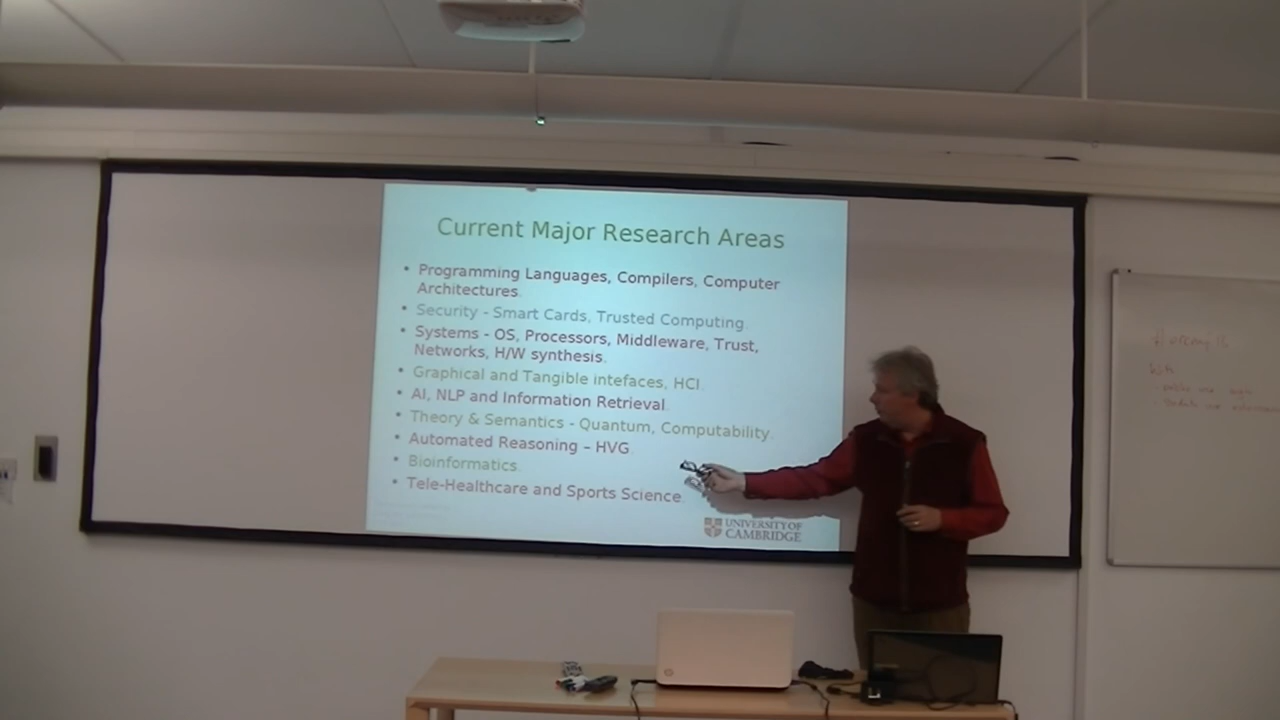 Current Major Research Areas
• Programming Languages, Compilers, Computer
Architectures.
• Security - Smart Cards, Trusted Computing.
• Systems - OS, Processors, Middleware, Trust,
Networks, H/W synthesis.
• Graphical and Tangible intefaces, HCI.
• AI, NLP and Information Retrieval.
• Theory & Semantics - Quantum, Computability.
• Automated Reasoning – HVG.
• Bioinformatics.
• Tele-Healthcare and Sports Science.
UNIVERSITY OF
CAMBRIDGE